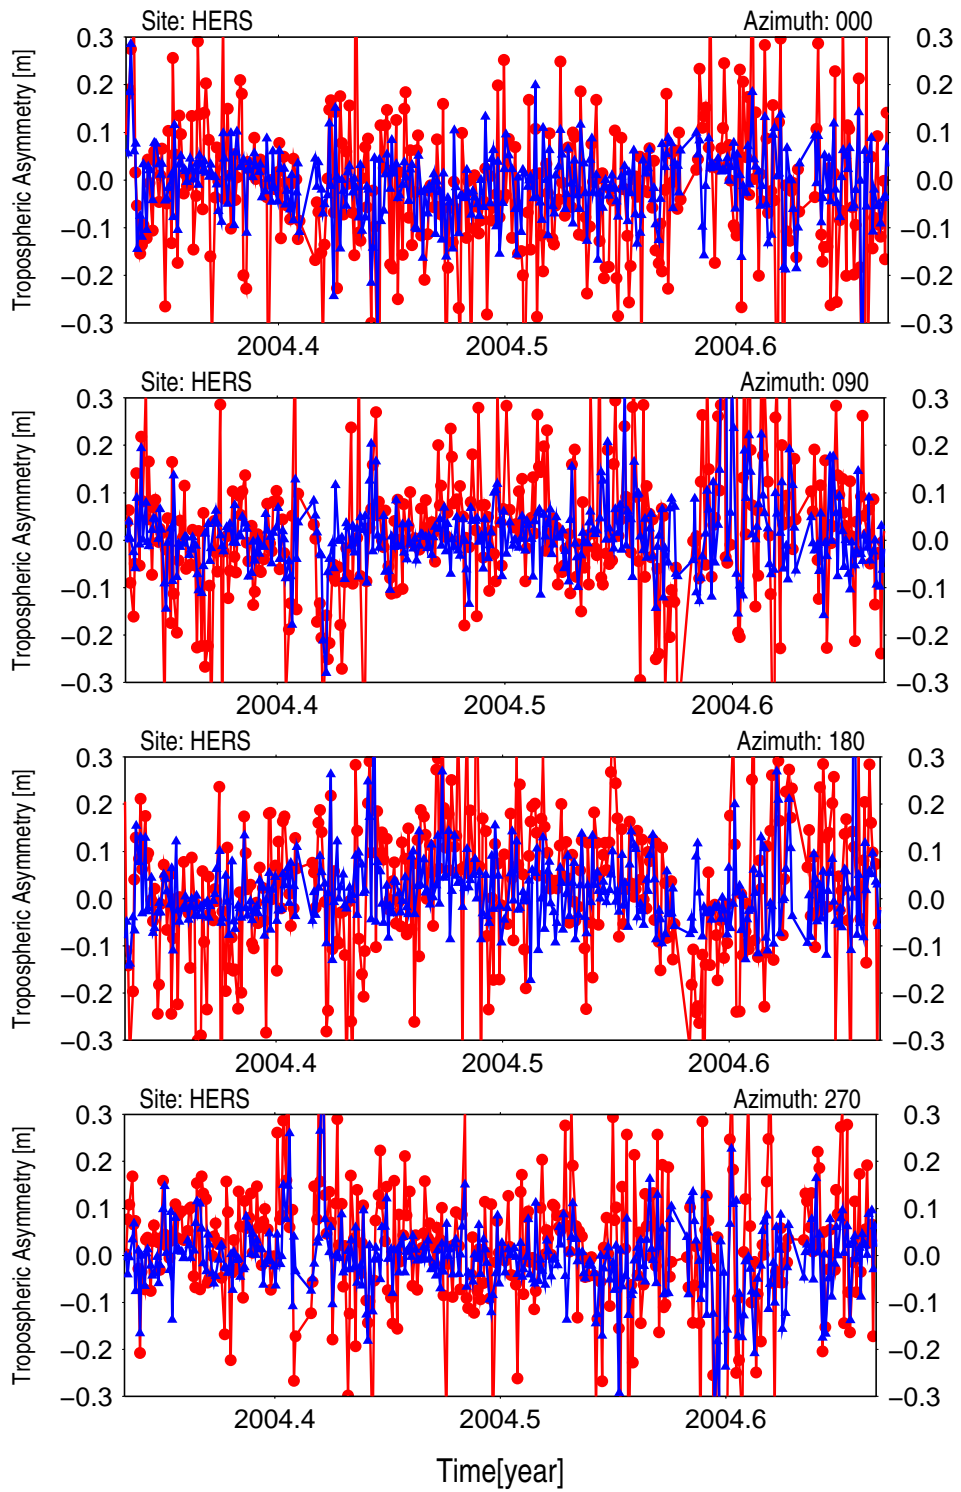 Site: HERS Azimuth: 000
0.3 0.3
0.2 0.2
0.1 0.1
0.0 0.0
−0.1 −0.1
−0.2 −0.2
−0.3 −0.3
Tropospheric Asymmetry [m]
2004.4 2004.5 2004.6
Site: HERS Azimuth: 090
0.3 0.3
0.2 0.2
0.1 0.1
0.0 0.0
−0.1 −0.1
−0.2 −0.2
−0.3 −0.3
Tropospheric Asymmetry [m]
2004.4 2004.5 2004.6
Site: HERS Azimuth: 180
0.3 0.3
0.2 0.2
0.1 0.1
0.0 0.0
−0.1 −0.1
−0.2 −0.2
−0.3 −0.3
Tropospheric Asymmetry [m]
2004.4 2004.5 2004.6
Site: HERS Azimuth: 270
0.3 0.3
0.2 0.2
0.1 0.1
0.0 0.0
−0.1 −0.1
−0.2 −0.2
−0.3 −0.3
Tropospheric Asymmetry [m]
2004.4 2004.5 2004.6
Time[year]